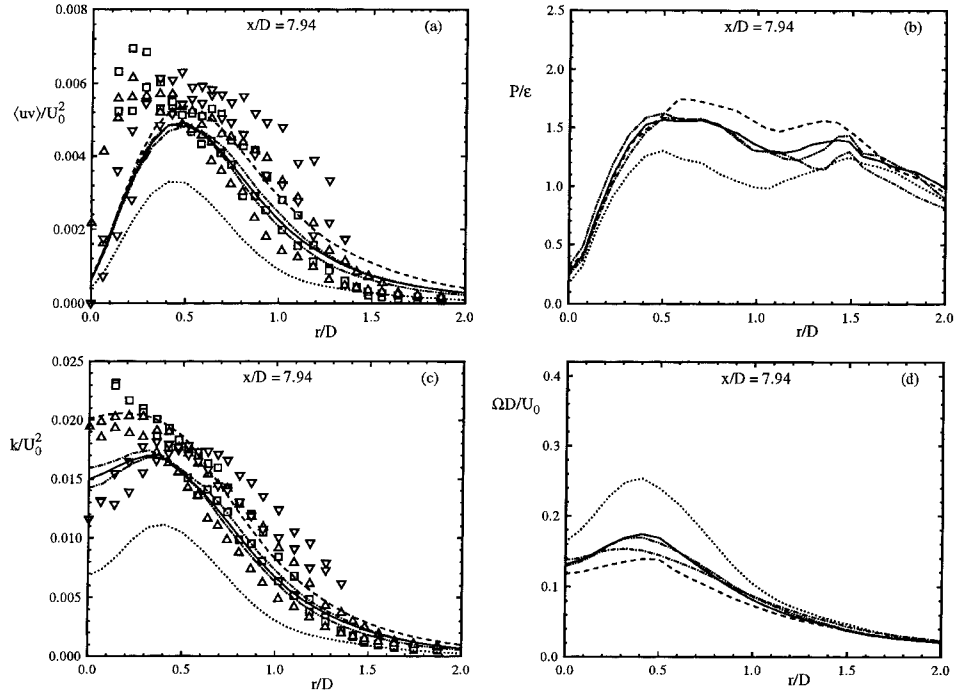 0.008
x/D = 7.94
(a)
0.006
⟨uv⟩/U₀²
0.004
0.002
0.000
0.0 0.5 1.0 1.5 2.0
r/D
2.5
x/D = 7.94
(b)
2.0
P/ε
1.5
1.0
0.5
0.0
0.0 0.5 1.0 1.5 2.0
r/D
0.025
x/D = 7.94
(c)
0.020
k/U₀²
0.015
0.010
0.005
0.000
0.0 0.5 1.0 1.5 2.0
r/D
0.4
x/D = 7.94
(d)
ΩD/U₀
0.3
0.2
0.1
0.0
0.0 0.5 1.0 1.5 2.0
r/D